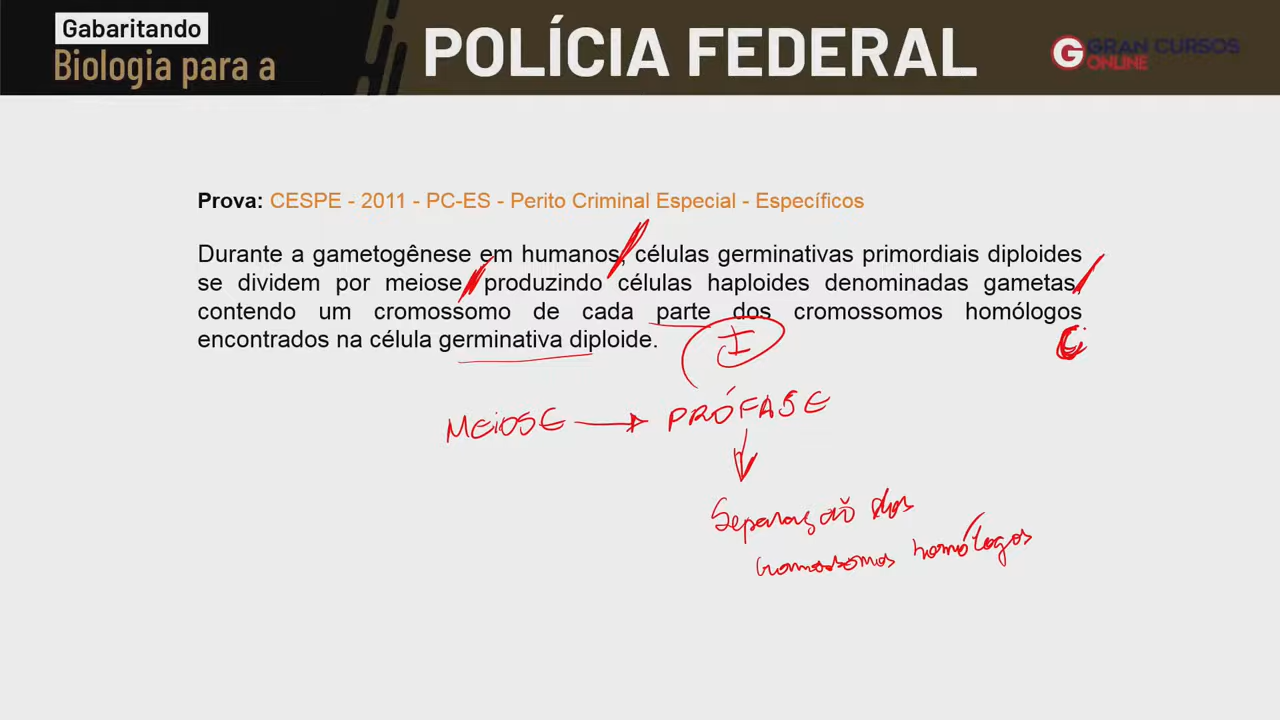 Gabaritando
Biologia para a
POLÍCIA FEDERAL
G GRAN CURSOS
ONLINE
Prova: CESPE - 2011 - PC-ES - Perito Criminal Especial - Específicos
Durante a gametogênese em humanos, células germinativas primordiais diploides
se dividem por meiose, produzindo células haploides denominadas gametas,
contendo um cromossomo de cada parte dos cromossomos homólogos
encontrados na célula germinativa diploide.
C
I
MEIOSE → PRÓFASE
Separação dos
cromossomos homólogos